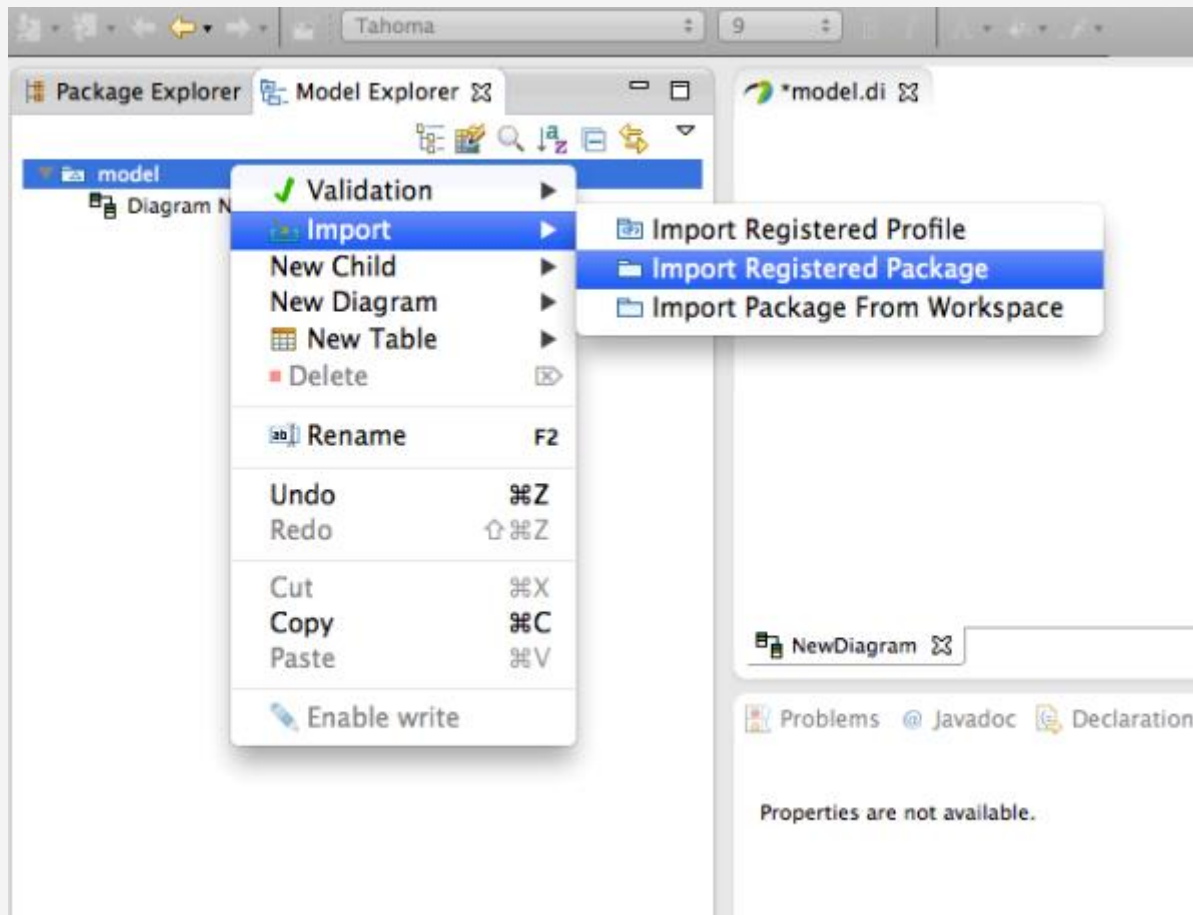 Tahoma 9
Package Explorer Model Explorer
*model.di
model
Diagram N
Validation
Import
New Child
New Diagram
New Table
Delete
Rename F2
Undo ⌘Z
Redo ⇧⌘Z
Cut ⌘X
Copy ⌘C
Paste ⌘V
Enable write
Import Registered Profile
Import Registered Package
Import Package From Workspace
NewDiagram
Problems @ Javadoc Declaration
Properties are not available.